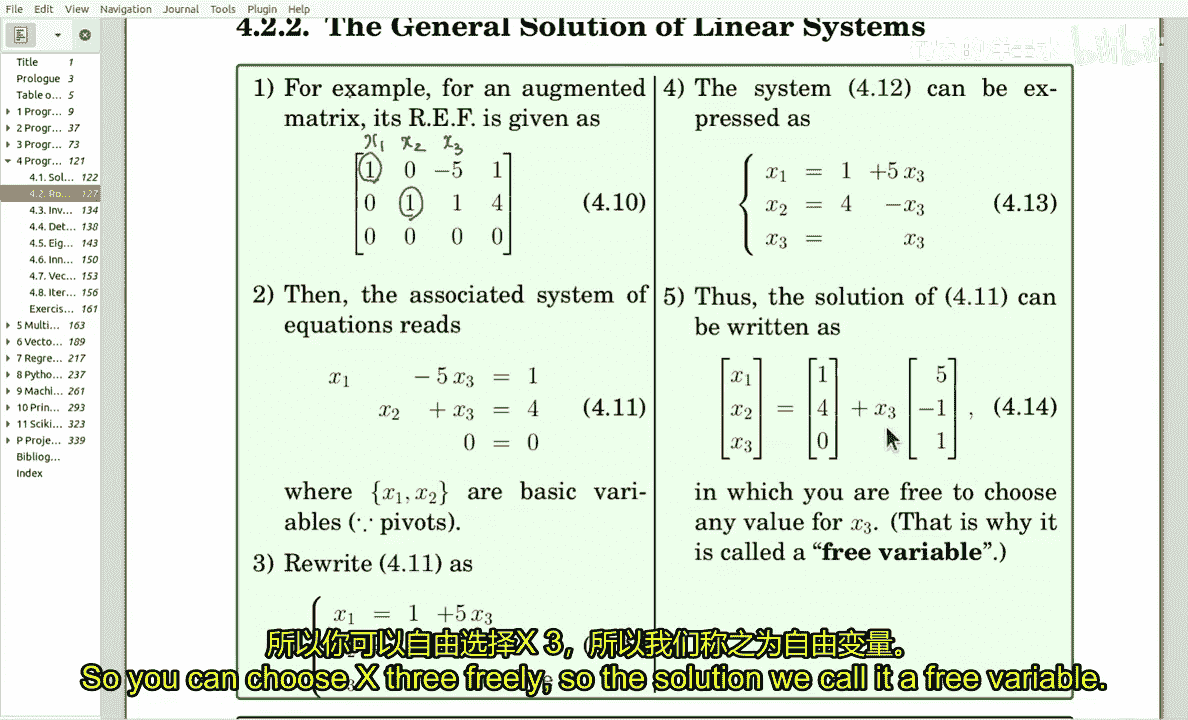 File Edit View Navigation Journal Tools Plugin Help
Title 1
Prologue 3
Table o... 5
1 Progr... 9
2 Progr... 37
3 Progr... 73
4 Progr... 121
4.1. Sol... 122
4.2. Ro... 127
4.3. Inv... 134
4.4. Det... 138
4.5. Eig... 143
4.6. Inn... 150
4.7. Vec... 153
4.8. Iter... 156
Exercis... 161
5 Multi... 163
6 Vecto... 189
7 Regre... 217
8 Pytho... 237
9 Machi... 261
10 Prin... 293
11 Sciki... 323
P Proje... 339
Bibliog...
Index
4.2.2. The General Solution of Linear Systems
1) For example, for an augmented
matrix, its R.E.F. is given as
x₁ x₂ x₃
1 0 −5 1
0 1 1 4 (4.10)
0 0 0 0
2) Then, the associated system of
equations reads
x₁ − 5 x₃ = 1
x₂ + x₃ = 4 (4.11)
0 = 0
where {x₁, x₂} are basic vari-
ables (∵ pivots).
3) Rewrite (4.11) as
x₁ = 1 +5 x₃
4) The system (4.12) can be ex-
pressed as
x₁ = 1 +5 x₃
x₂ = 4 −x₃ (4.13)
x₃ = x₃
5) Thus, the solution of (4.11) can
be written as
x₁ 1 5
x₂ = 4 + x₃ −1 , (4.14)
x₃ 0 1
in which you are free to choose
any value for x₃. (That is why it
is called a “free variable”.)
所以你可以自由选择X 3，所以我们称之为自由变量。
So you can choose X three freely, so the solution we call it a free variable.